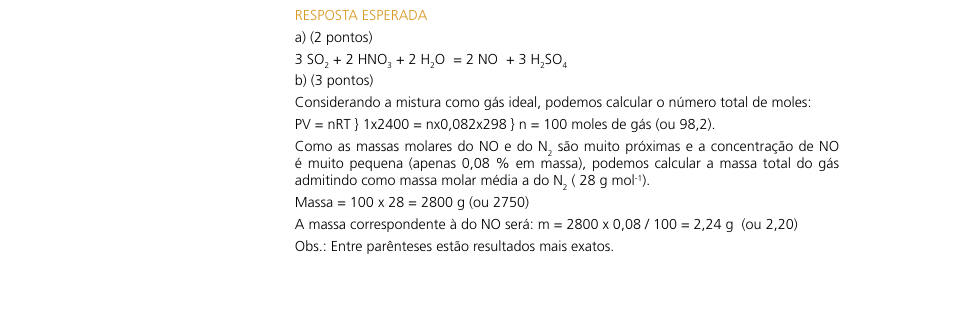 RESPOSTA ESPERADA
a) (2 pontos)
3 SO2 + 2 HNO3 + 2 H2O = 2 NO + 3 H2SO4
b) (3 pontos)
Considerando a mistura como gás ideal, podemos calcular o número total de moles:
PV = nRT } 1x2400 = nx0,082x298 } n = 100 moles de gás (ou 98,2).
Como as massas molares do NO e do N2 são muito próximas e a concentração de NO
é muito pequena (apenas 0,08 % em massa), podemos calcular a massa total do gás
admitindo como massa molar média a do N2 ( 28 g mol-1).
Massa = 100 x 28 = 2800 g (ou 2750)
A massa correspondente à do NO será: m = 2800 x 0,08 / 100 = 2,24 g (ou 2,20)
Obs.: Entre parênteses estão resultados mais exatos.